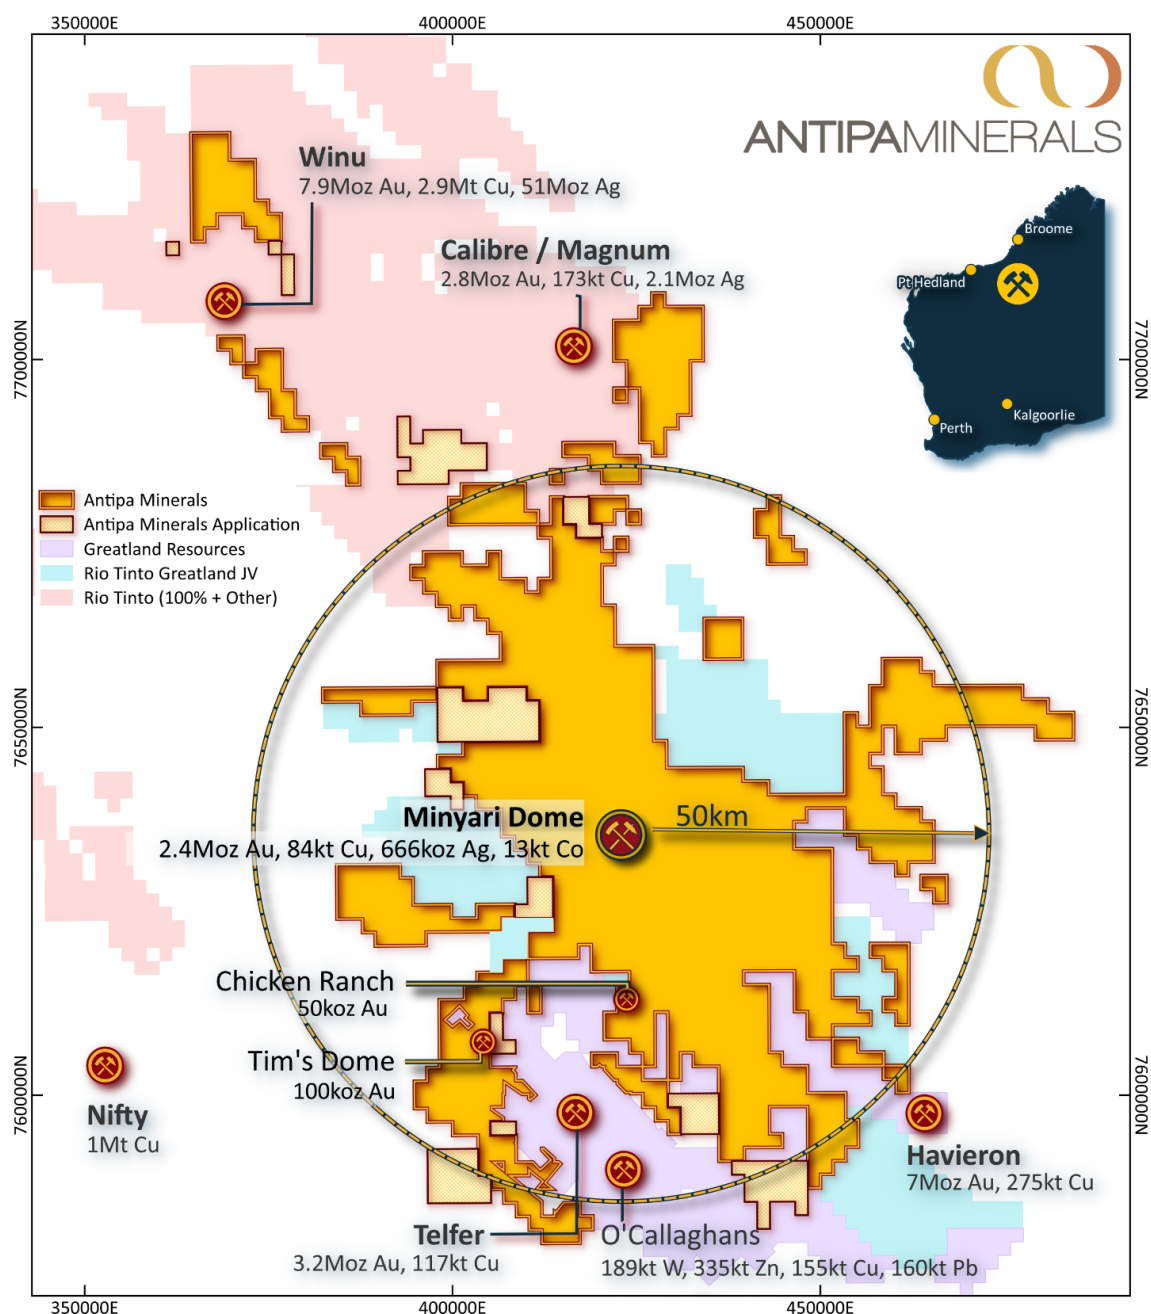 350000E
400000E
450000E
ANTIPAMINERALS
Winu
7.9Moz Au, 2.9Mt Cu, 51Moz Ag
Calibre / Magnum
2.8Moz Au, 173kt Cu, 2.1Moz Ag
Broome
Pt Hedland
Kalgoorlie
Perth
7700000N
7700000N
Antipa Minerals
Antipa Minerals Application
Greatland Resources
Rio Tinto Greatland JV
Rio Tinto (100% + Other)
7650000N
7650000N
Minyari Dome
2.4Moz Au, 84kt Cu, 666koz Ag, 13kt Co
50km
Chicken Ranch
50koz Au
Tim's Dome
100koz Au
7600000N
7600000N
Nifty
1Mt Cu
Havieron
7Moz Au, 275kt Cu
Telfer
3.2Moz Au, 117kt Cu
O'Callaghans
189kt W, 335kt Zn, 155kt Cu, 160kt Pb
350000E
400000E
450000E